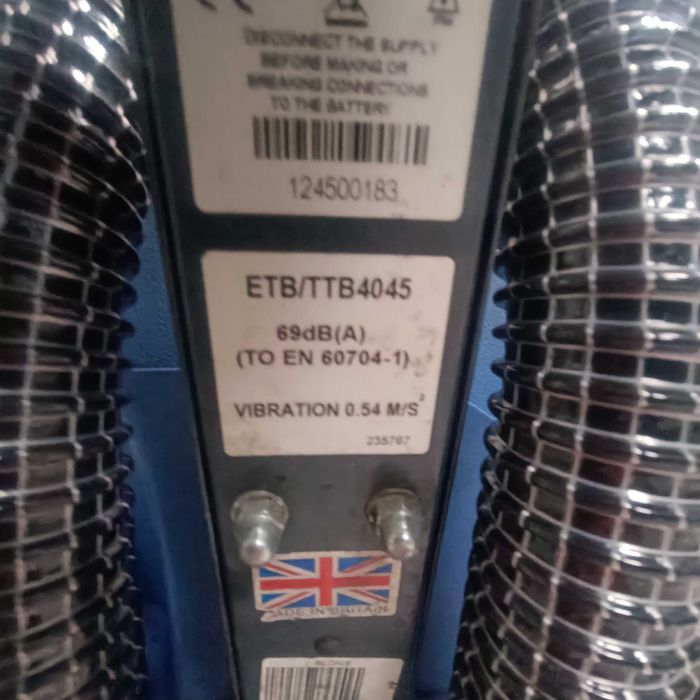 DISCONNECT THE SUPPLY
BEFORE MAKING OR
BREAKING CONNECTIONS
TO THE BATTERY
124500183
ETB/TTB4045
69dB(A)
(TO EN 60704-1)
VIBRATION 0.54 M/S²
235767
MADE IN BRITAIN